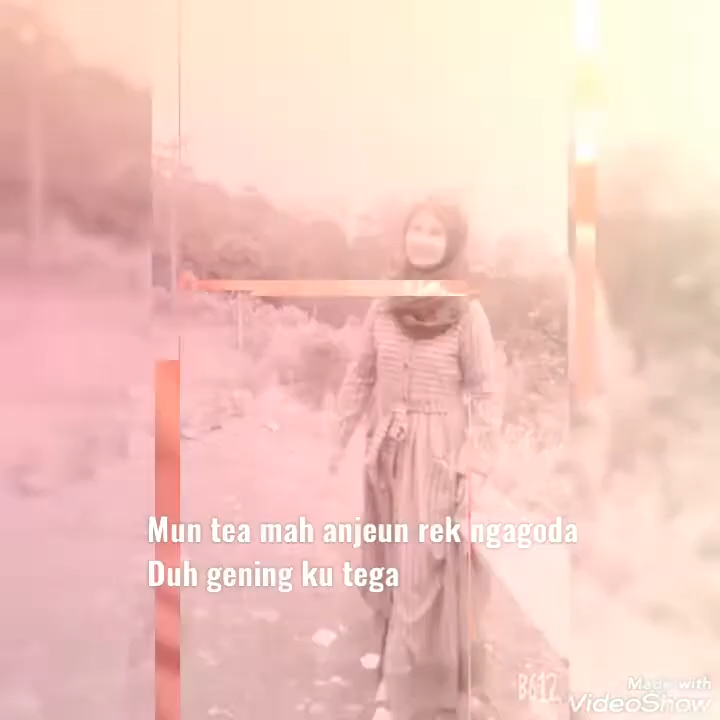 Mun tea mah anjeun rek ngagoda
Duh gening ku tega
B612
Made with
VideoShow